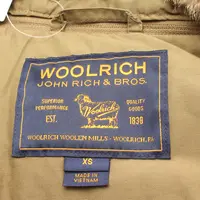 WOOLRICH
JOHN RICH & BROS.
SUPERIOR PERFORMANCE
QUALITY GOODS
Woolrich
EST. 1830
WOOLRICH WOOLEN MILLS - WOOLRICH, PA
XS
MADE IN
VIETNAM